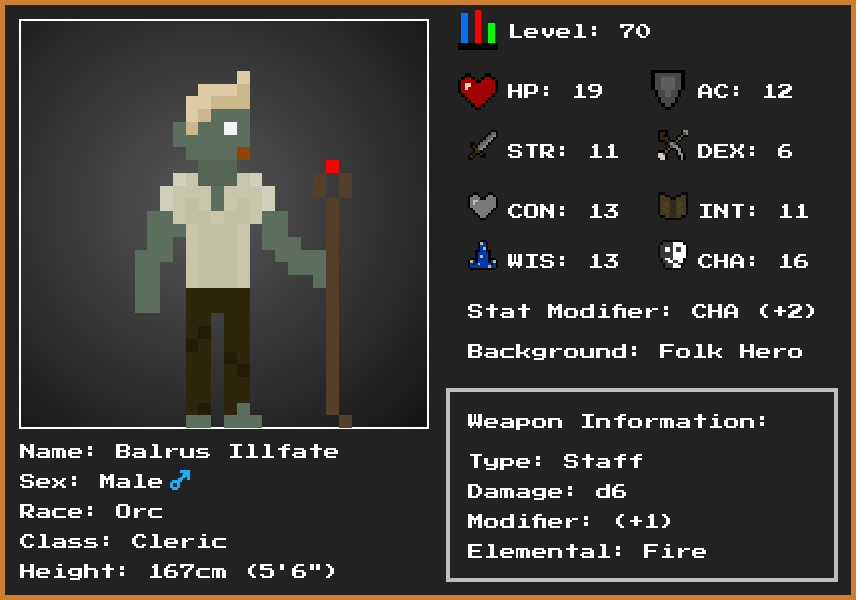 Level: 70
HP: 19 AC: 12
STR: 11 DEX: 6
CON: 13 INT: 11
WIS: 13 CHA: 16
Stat Modifier: CHA (+2)
Background: Folk Hero
Weapon Information:
Type: Staff
Damage: d6
Modifier: (+1)
Elemental: Fire
Name: Balrus Illfate
Sex: Male ♂
Race: Orc
Class: Cleric
Height: 167cm (5'6")